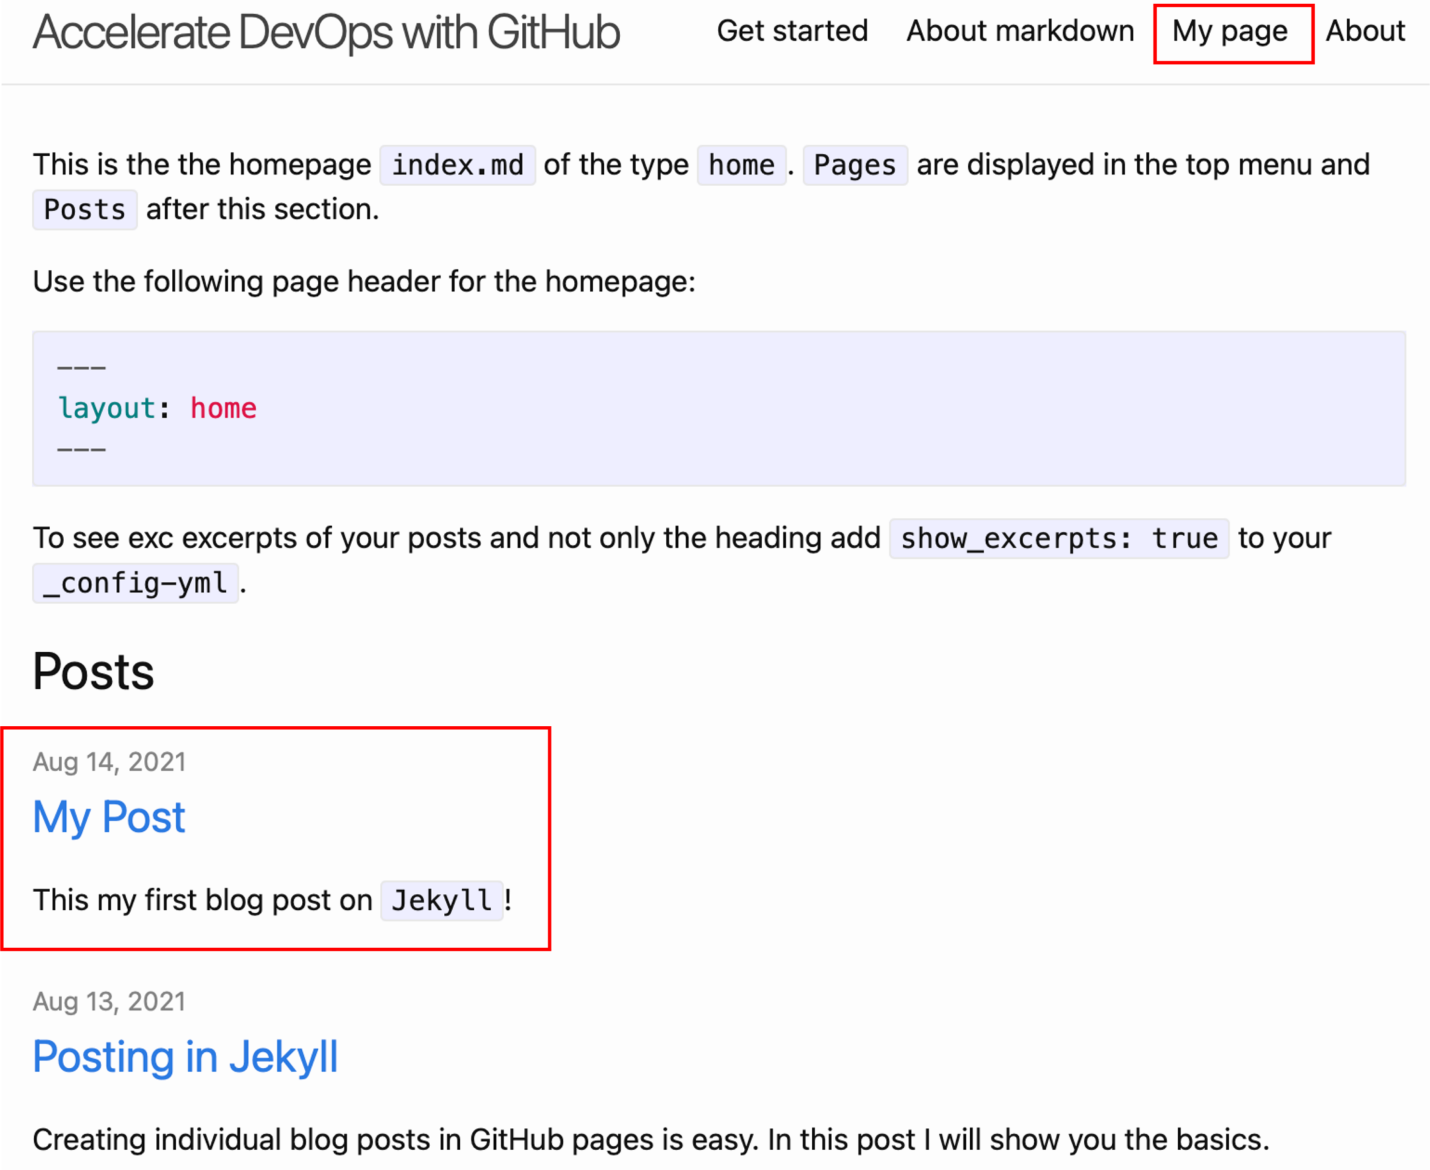 Accelerate DevOps with GitHub Get started About markdown My page About
This is the the homepage index.md of the type home. Pages are displayed in the top menu and
Posts after this section.
Use the following page header for the homepage:
---
layout: home
---
To see exc excerpts of your posts and not only the heading add show_excerpts: true to your
_config-yml.
Posts
Aug 14, 2021
My Post
This my first blog post on Jekyll!
Aug 13, 2021
Posting in Jekyll
Creating individual blog posts in GitHub pages is easy. In this post I will show you the basics.